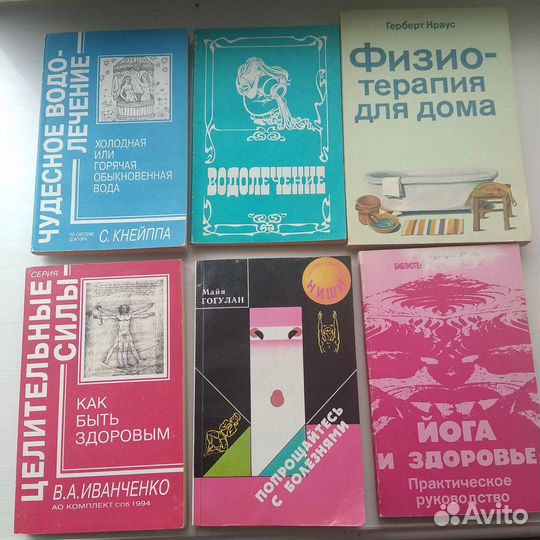 ЧУДЕСНОЕ ВОДО-
ЛЕЧЕНИЕ
ХОЛОДНАЯ
ИЛИ
ГОРЯЧАЯ
ОБЫКНОВЕННАЯ
ВОДА
ПО СИСТЕМЕ
ДОКТОРА
С. КНЕЙППА
ВОДОЛЕЧЕНИЕ
Герберт Краус
Физио-
терапия
для дома
СЕРИЯ
ЦЕЛИТЕЛЬНЫЕ
СИЛЫ
КАК
БЫТЬ
ЗДОРОВЫМ
В.А.ИВАНЧЕНКО
АО КОМПЛЕКТ СПб 1994
Майя
ГОГУЛАН
НИШИ
ПОПРОЩАЙТЕСЬ
С БОЛЕЗНЯМИ
ЙОГА
И ЗДОРОВЬЕ
Практическое
руководство
Avito